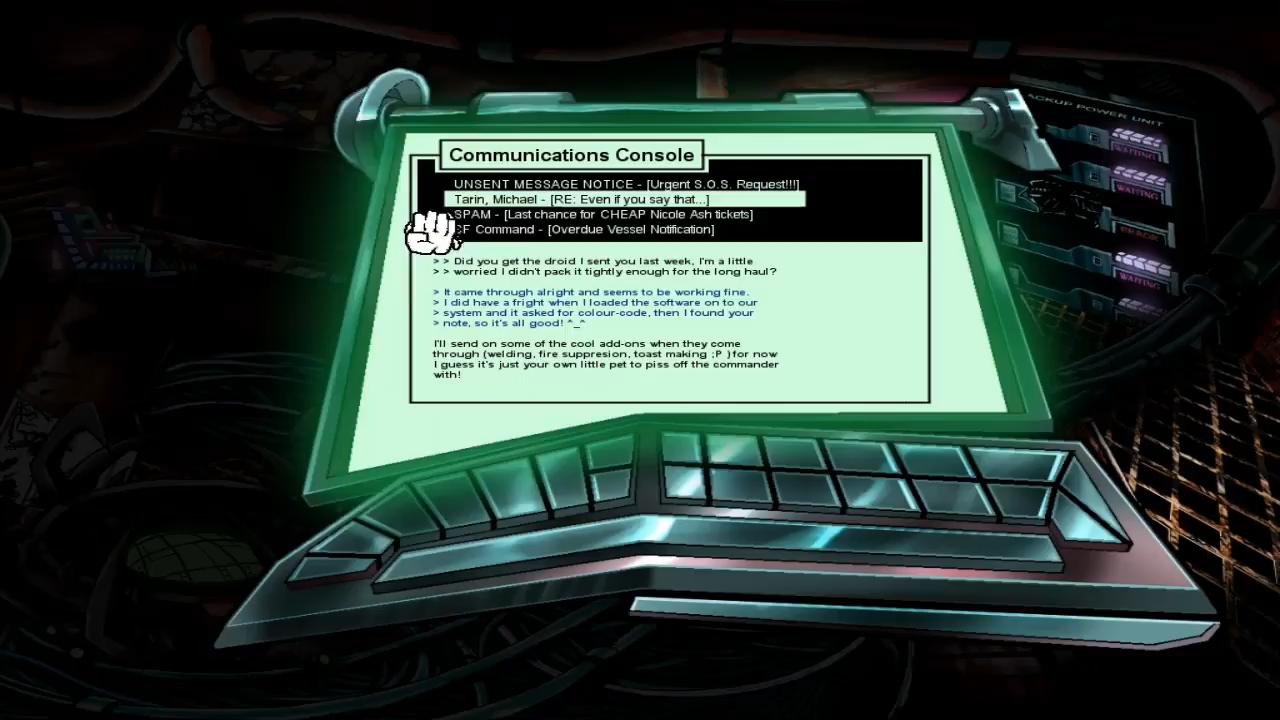 Communications Console
UNSENT MESSAGE NOTICE - [Urgent S.O.S. Request!!!]
Tarin, Michael - [RE: Even if you say that...]
SPAM - [Last chance for CHEAP Nicole Ash tickets]
Command - [Overdue Vessel Notification]
> > Did you get the droid I sent you last week, I'm a little
> > worried I didn't pack it tightly enough for the long haul?
> It came through alright and seems to be working fine.
> I did have a fright when I loaded the software on to our
> system and it asked for colour-code, then I found your
> note, so it's all good! ^_^
I'll send on some of the cool add-ons when they come
through (welding, fire suppresion, toast making ;P )for now
I guess it's just your own little pet to piss off the commander
with!
POWER UNIT
WAITING
WAITING
READY
WAITING